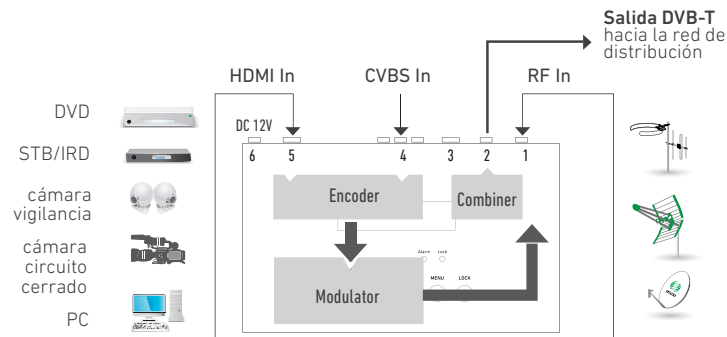 Salida DVB-T
hacia la red de
distribución
HDMI In
CVBS In
RF In
DVD
STB/IRD
cámara
vigilancia
cámara
circuito
cerrado
PC
DC 12V
6
5
4
3
2
1
Encoder
Combiner
Alarm
Lock
MENU
LOCK
Modulator